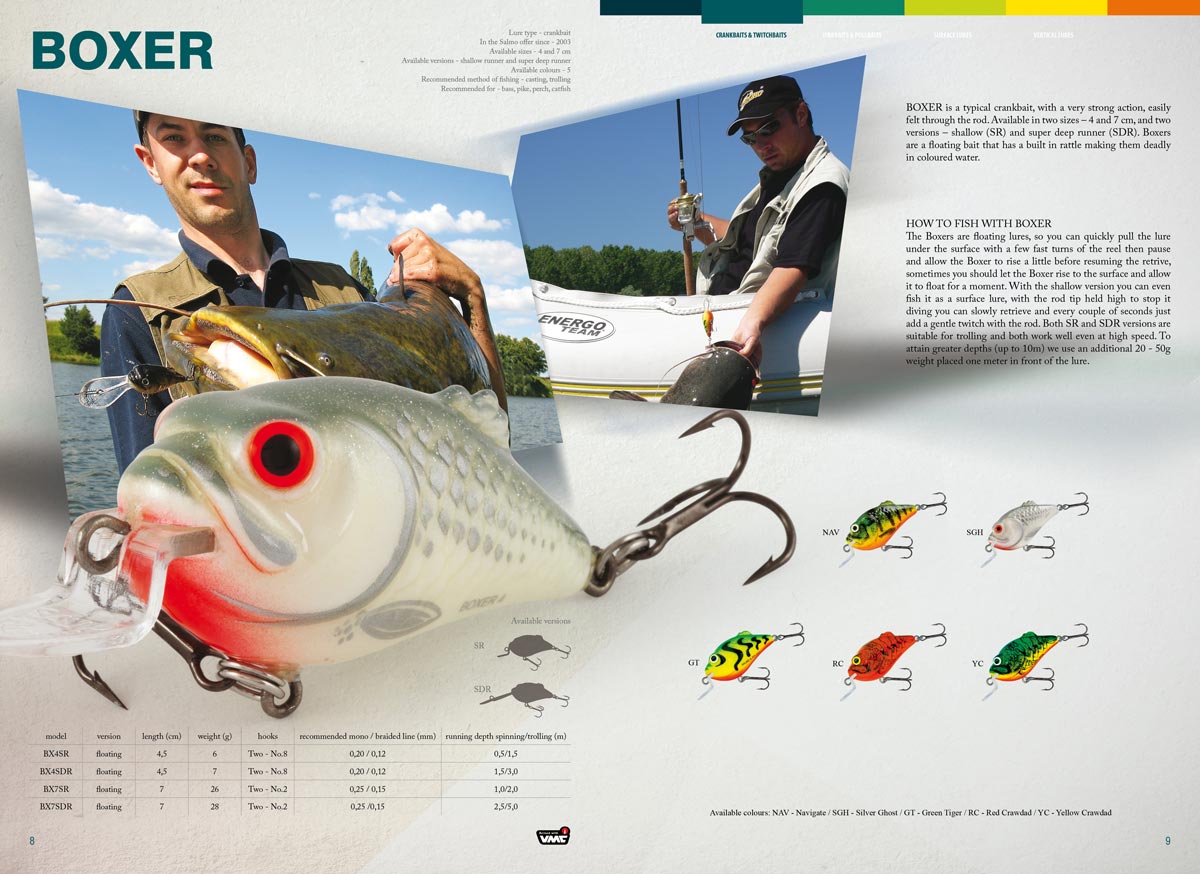 BOXER
Lure type - crankbait
In the Salmo offer since - 2003
Available sizes - 4 and 7 cm
Available versions - shallow runner and super deep runner
Available colours - 5
Recommended method of fishing - casting, trolling
Recommended for - bass, pike, perch, catfish
CRANKBAITS & TWITCHBAITS
SURFACE LURES
VERTICAL LURES
BOXER is a typical crankbait, with a very strong action, easily
felt through the rod. Available in two sizes – 4 and 7 cm, and two
versions – shallow (SR) and super deep runner (SDR). Boxers
are a floating bait that has a built in rattle making them deadly
in coloured water.
HOW TO FISH WITH BOXER
The Boxers are floating lures, so you can quickly pull the lure
under the surface with a few fast turns of the reel then pause
and allow the Boxer to rise a little before resuming the retrive,
sometimes you should let the Boxer rise to the surface and allow
it to float for a moment. With the shallow version you can even
fish it as a surface lure, with the rod tip held high to stop it
diving you can slowly retrieve and every couple of seconds just
add a gentle twitch with the rod. Both SR and SDR versions are
suitable for trolling and both work well even at high speed. To
attain greater depths (up to 10m) we use an additional 20 - 50g
weight placed one meter in front of the lure.
ENERGO
TEAM
BOXER 4
NAV
SGH
GT
RC
YC
Available versions
SR
SDR
model version length (cm) weight (g) hooks recommended mono / braided line (mm) running depth spinning/trolling (m)
BX4SR floating 4,5 6 Two - No.8 0,20 / 0,12 0,5/1,5
BX4SDR floating 4,5 7 Two - No.8 0,20 / 0,12 1,5/3,0
BX7SR floating 7 26 Two - No.2 0,25 / 0,15 1,0/2,0
BX7SDR floating 7 28 Two - No.2 0,25 /0,15 2,5/5,0
Available colours: NAV - Navigate / SGH - Silver Ghost / GT - Green Tiger / RC - Red Crawdad / YC - Yellow Crawdad
VMC
8
9